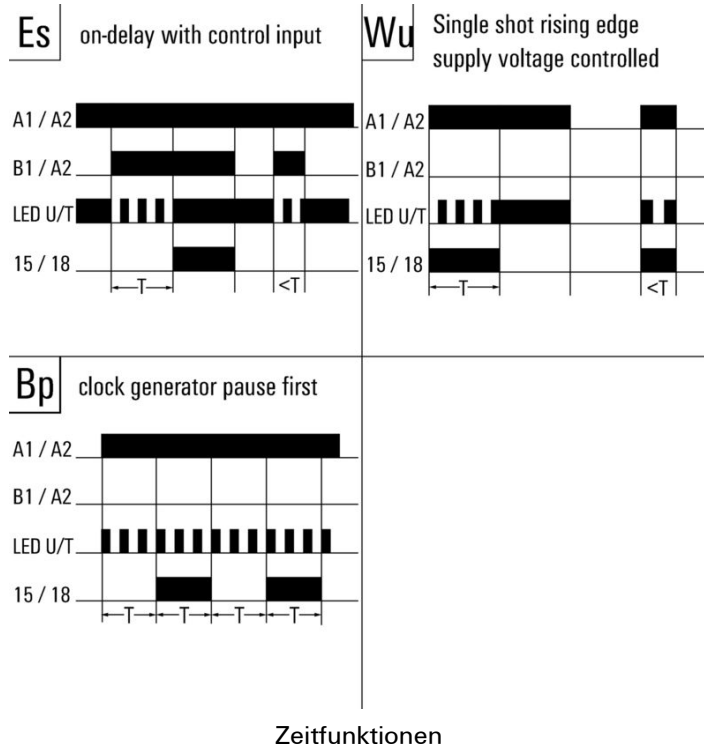 Es
on-delay with control input
A1 / A2
B1 / A2
LED U/T
15 / 18
T
<T
Wu
Single shot rising edge
supply voltage controlled
A1 / A2
B1 / A2
LED U/T
15 / 18
T
<T
Bp
clock generator pause first
A1 / A2
B1 / A2
LED U/T
15 / 18
T T T T
Zeitfunktionen